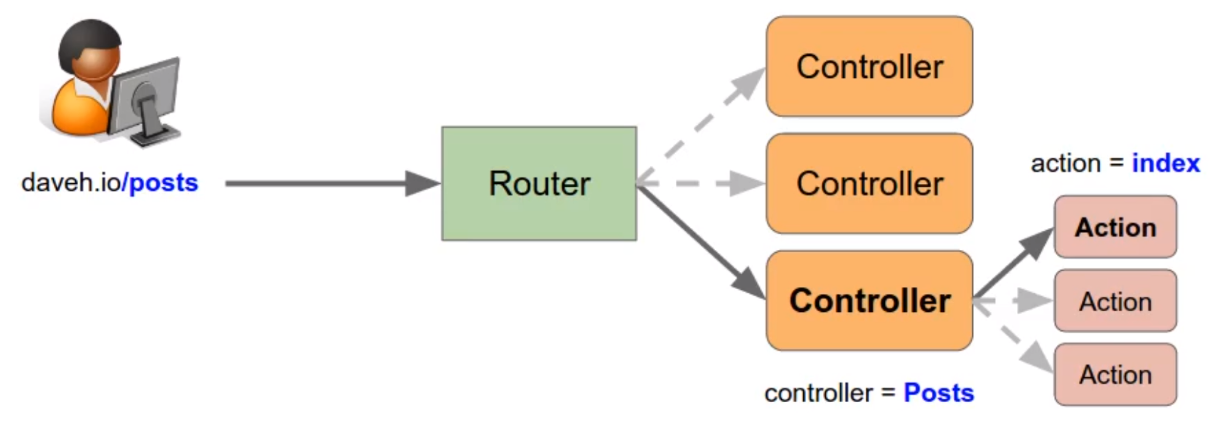 daveh.io/posts
Router
Controller
Controller
Controller
controller = Posts
action = index
Action
Action
Action